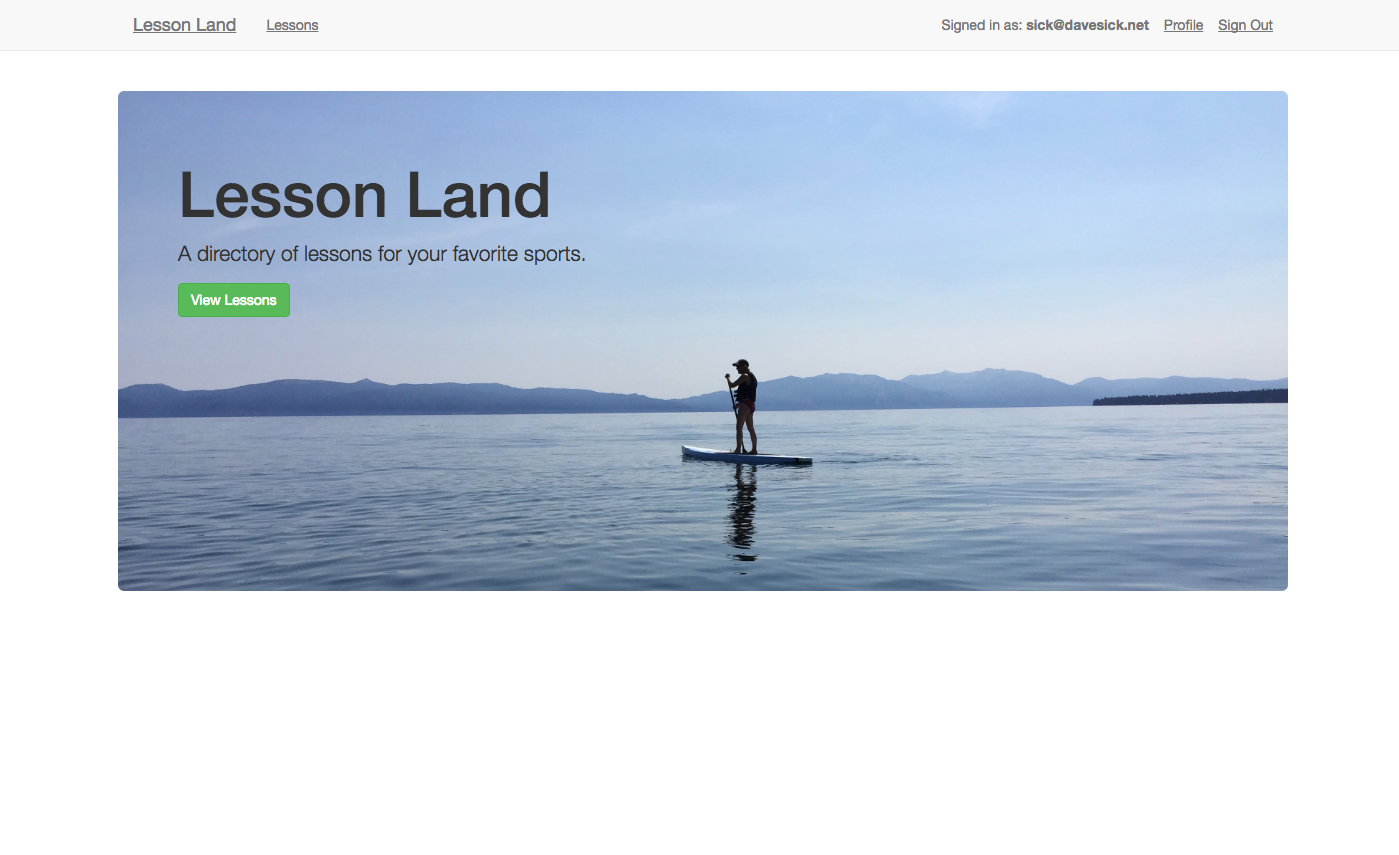 Lesson Land Lessons Signed in as: sick@davesick.net Profile Sign Out
Lesson Land
A directory of lessons for your favorite sports.
View Lessons